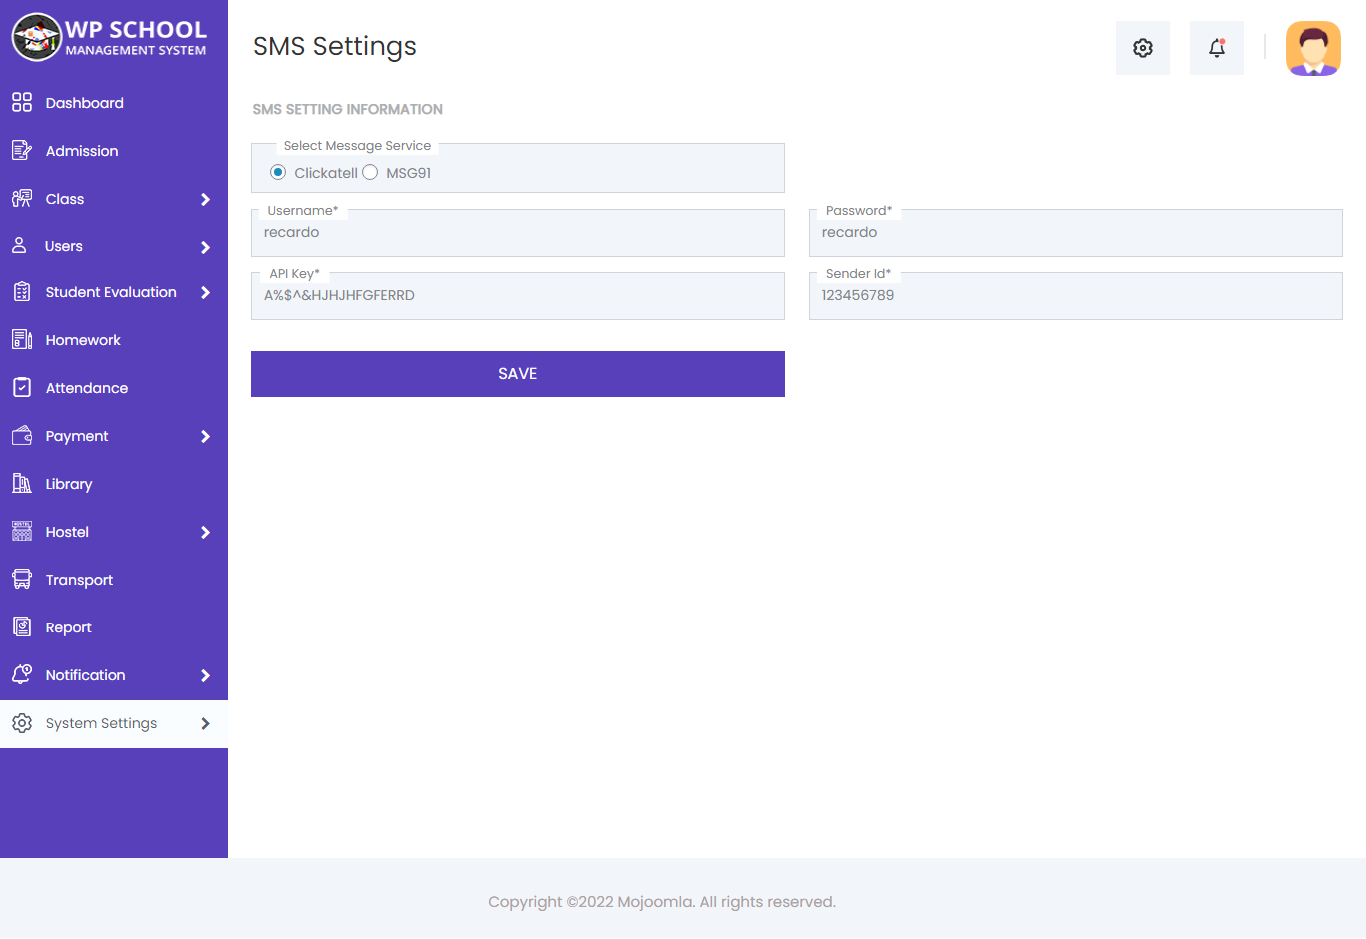 WP SCHOOL
MANAGEMENT SYSTEM
Dashboard
Admission
Class
Users
Student Evaluation
Homework
Attendance
Payment
Library
HOSTEL
Hostel
Transport
Report
Notification
System Settings
SMS Settings
SMS SETTING INFORMATION
Select Message Service
Clickatell MSG91
Username*
recardo
Password*
recardo
API Key*
A%$^&HJHJHFGFERRD
Sender Id*
123456789
SAVE
Copyright ©2022 Mojoomla. All rights reserved.